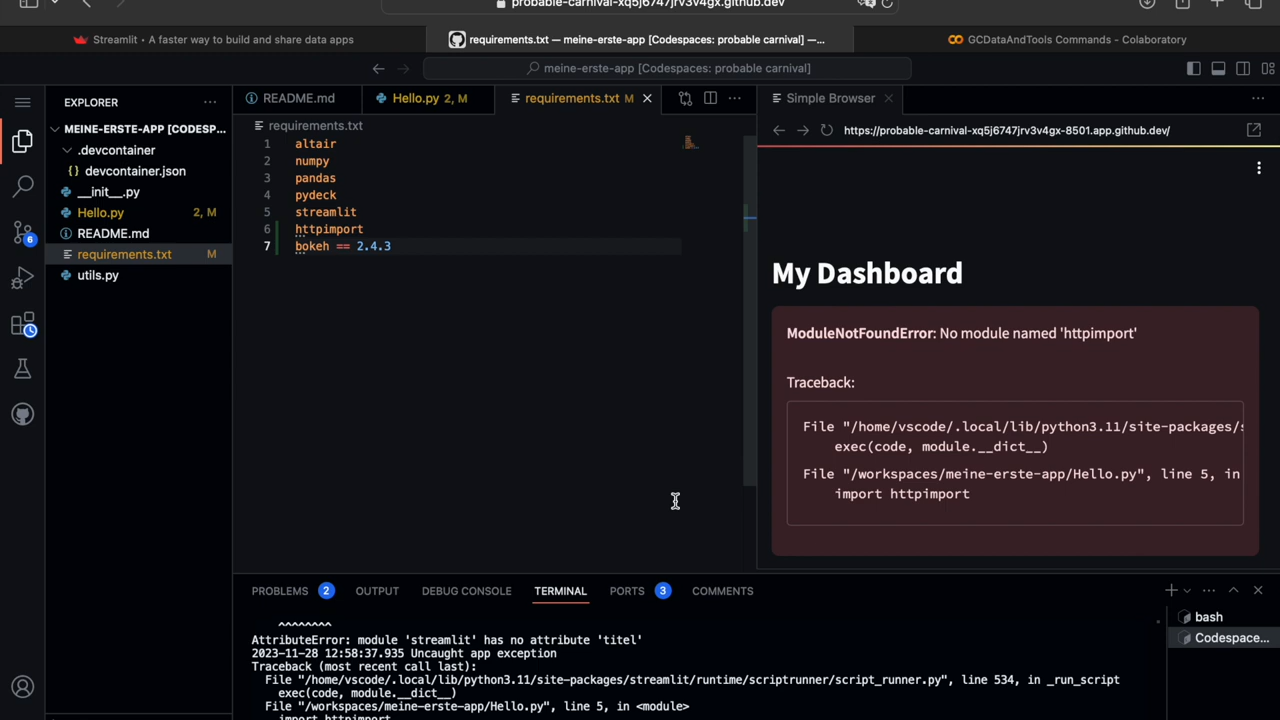 probable-carnival-xq5j6747jrv3v4gx.github.dev
Streamlit • A faster way to build and share data apps
requirements.txt — meine-erste-app [Codespaces: probable carnival] —...
GCDataAndTools Commands - Colaboratory
meine-erste-app [Codespaces: probable carnival]
EXPLORER
MEINE-ERSTE-APP [CODESP...
.devcontainer
{} devcontainer.json
__init__.py
Hello.py 2, M
README.md
requirements.txt M
utils.py
6
README.md
Hello.py 2, M
requirements.txt M
requirements.txt
1 altair
2 numpy
3 pandas
4 pydeck
5 streamlit
6 httpimport
7 bokeh == 2.4.3
Simple Browser
https://probable-carnival-xq5j6747jrv3v4gx-8501.app.github.dev/
My Dashboard
ModuleNotFoundError: No module named 'httpimport'
Traceback:
File "/home/vscode/.local/lib/python3.11/site-packages/
exec(code, module.__dict__)
File "/workspaces/meine-erste-app/Hello.py", line 5, in
import httpimport
PROBLEMS 2
OUTPUT
DEBUG CONSOLE
TERMINAL
PORTS 3
COMMENTS
^^^^^^^^
AttributeError: module 'streamlit' has no attribute 'titel'
2023-11-28 12:58:37.935 Uncaught app exception
Traceback (most recent call last):
File "/home/vscode/.local/lib/python3.11/site-packages/streamlit/runtime/scriptrunner/script_runner.py", line 534, in _run_script
exec(code, module.__dict__)
File "/workspaces/meine-erste-app/Hello.py", line 5, in <module>
import httpimport
bash
Codespace...